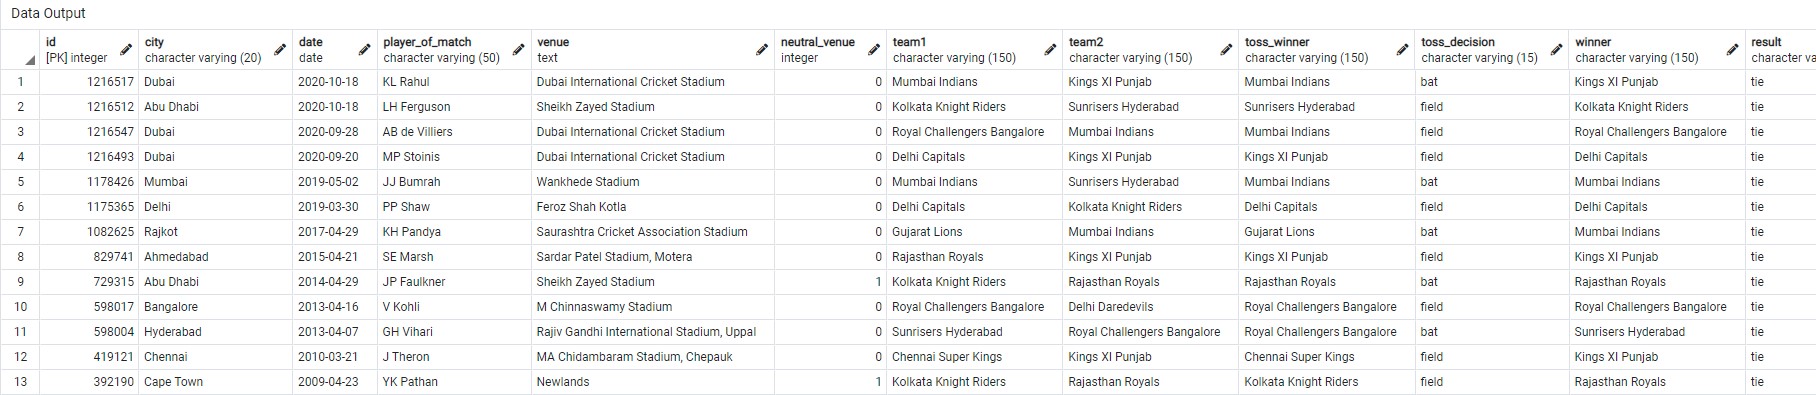 Data Output
id city date player_of_match venue neutral_venue team1 team2 toss_winner toss_decision winner result
[PK] integer character varying (20) date character varying (50) text integer character varying (150) character varying (150) character varying (150) character varying (15) character varying (150) character va
1 1216517 Dubai 2020-10-18 KL Rahul Dubai International Cricket Stadium 0 Mumbai Indians Kings XI Punjab Mumbai Indians bat Kings XI Punjab tie
2 1216512 Abu Dhabi 2020-10-18 LH Ferguson Sheikh Zayed Stadium 0 Kolkata Knight Riders Sunrisers Hyderabad Sunrisers Hyderabad field Kolkata Knight Riders tie
3 1216547 Dubai 2020-09-28 AB de Villiers Dubai International Cricket Stadium 0 Royal Challengers Bangalore Mumbai Indians Mumbai Indians field Royal Challengers Bangalore tie
4 1216493 Dubai 2020-09-20 MP Stoinis Dubai International Cricket Stadium 0 Delhi Capitals Kings XI Punjab Kings XI Punjab field Delhi Capitals tie
5 1178426 Mumbai 2019-05-02 JJ Bumrah Wankhede Stadium 0 Mumbai Indians Sunrisers Hyderabad Mumbai Indians bat Mumbai Indians tie
6 1175365 Delhi 2019-03-30 PP Shaw Feroz Shah Kotla 0 Delhi Capitals Kolkata Knight Riders Delhi Capitals field Delhi Capitals tie
7 1082625 Rajkot 2017-04-29 KH Pandya Saurashtra Cricket Association Stadium 0 Gujarat Lions Mumbai Indians Gujarat Lions bat Mumbai Indians tie
8 829741 Ahmedabad 2015-04-21 SE Marsh Sardar Patel Stadium, Motera 0 Rajasthan Royals Kings XI Punjab Kings XI Punjab field Kings XI Punjab tie
9 729315 Abu Dhabi 2014-04-29 JP Faulkner Sheikh Zayed Stadium 1 Kolkata Knight Riders Rajasthan Royals Rajasthan Royals bat Rajasthan Royals tie
10 598017 Bangalore 2013-04-16 V Kohli M Chinnaswamy Stadium 0 Royal Challengers Bangalore Delhi Daredevils Royal Challengers Bangalore field Royal Challengers Bangalore tie
11 598004 Hyderabad 2013-04-07 GH Vihari Rajiv Gandhi International Stadium, Uppal 0 Sunrisers Hyderabad Royal Challengers Bangalore Royal Challengers Bangalore bat Sunrisers Hyderabad tie
12 419121 Chennai 2010-03-21 J Theron MA Chidambaram Stadium, Chepauk 0 Chennai Super Kings Kings XI Punjab Chennai Super Kings field Kings XI Punjab tie
13 392190 Cape Town 2009-04-23 YK Pathan Newlands 1 Kolkata Knight Riders Rajasthan Royals Kolkata Knight Riders field Rajasthan Royals tie